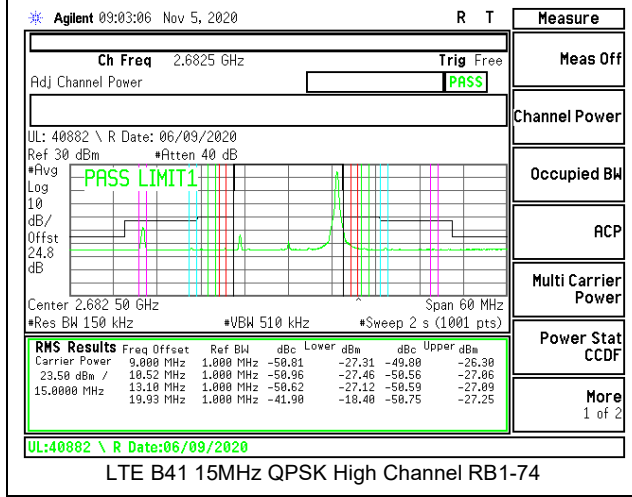 Agilent 09:03:06 Nov 5, 2020 R T
Measure
Ch Freq 2.6825 GHz Trig Free
Meas Off
Adj Channel Power PASS
Channel Power
UL: 40882 \ R Date: 06/09/2020
Ref 30 dBm #Atten 40 dB
#Avg
Log
10
dB/
Offst
24.8
dB
PASS LIMIT1
Occupied BW
ACP
Multi Carrier
Power
Center 2.682 50 GHz Span 60 MHz
#Res BW 150 kHz #VBW 510 kHz #Sweep 2 s (1001 pts)
Power Stat
CCDF
RMS Results Freq Offset Ref BW dBc Lower dBm dBc Upper dBm
Carrier Power 9.000 MHz 1.000 MHz -50.81 -27.31 -49.80 -26.30
23.50 dBm / 10.52 MHz 1.000 MHz -50.96 -27.46 -50.56 -27.06
15.0000 MHz 13.10 MHz 1.000 MHz -50.62 -27.12 -50.59 -27.09
19.93 MHz 1.000 MHz -41.90 -18.40 -50.75 -27.25
More
1 of 2
UL:40882 \ R Date:06/09/2020
LTE B41 15MHz QPSK High Channel RB1-74